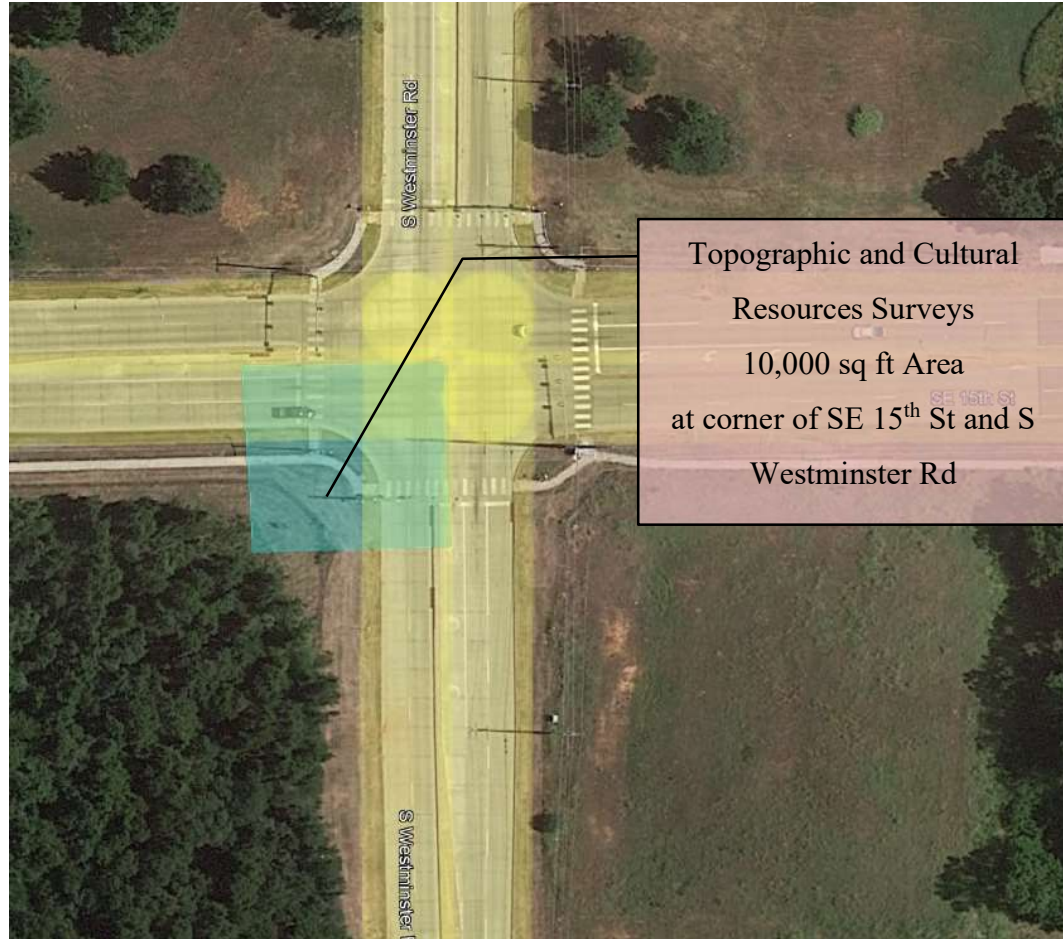 S Westminster Rd
Topographic and Cultural
Resources Surveys
10,000 sq ft Area
at corner of SE 15th St and S
Westminster Rd
SE 15th St
S Westminster